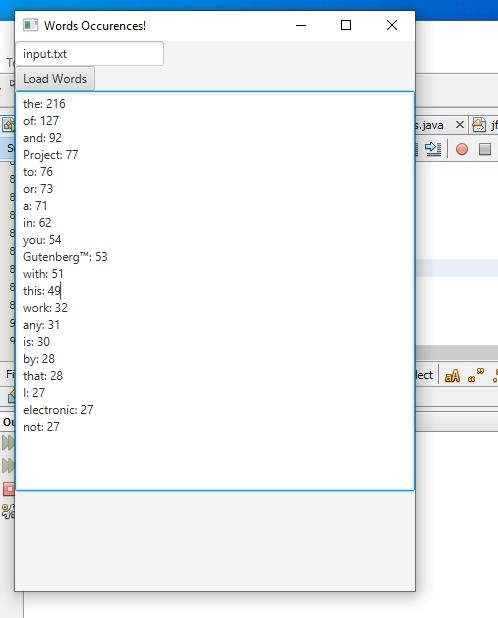 Words Occurences!
input.txt
Load Words
the: 216
of: 127
and: 92
Project: 77
to: 76
or: 73
a: 71
in: 62
you: 54
Gutenberg™: 53
with: 51
this: 49
work: 32
any: 31
is: 30
by: 28
that: 28
I: 27
electronic: 27
not: 27
s.java
jf
lect
aA
Ou